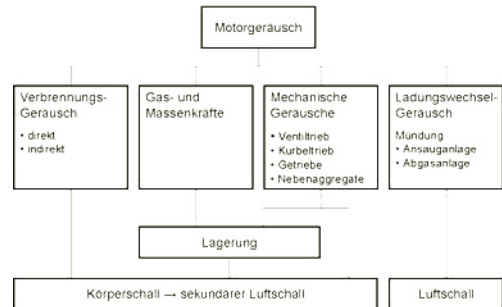 Motorgeräusch
Verbrennungs-
Geräusch
• direkt
• indirekt
Gas- und
Massenkräfte
Mechanische
Geräusche
• Ventiltrieb
• Kurbeltrieb
• Getriebe
• Nebenaggregate
Ladungswechsel-
Geräusch
Mündung
• Ansauganlage
• Abgasanlage
Lagerung
Körperschall → sekundärer Luftschall
Luftschall